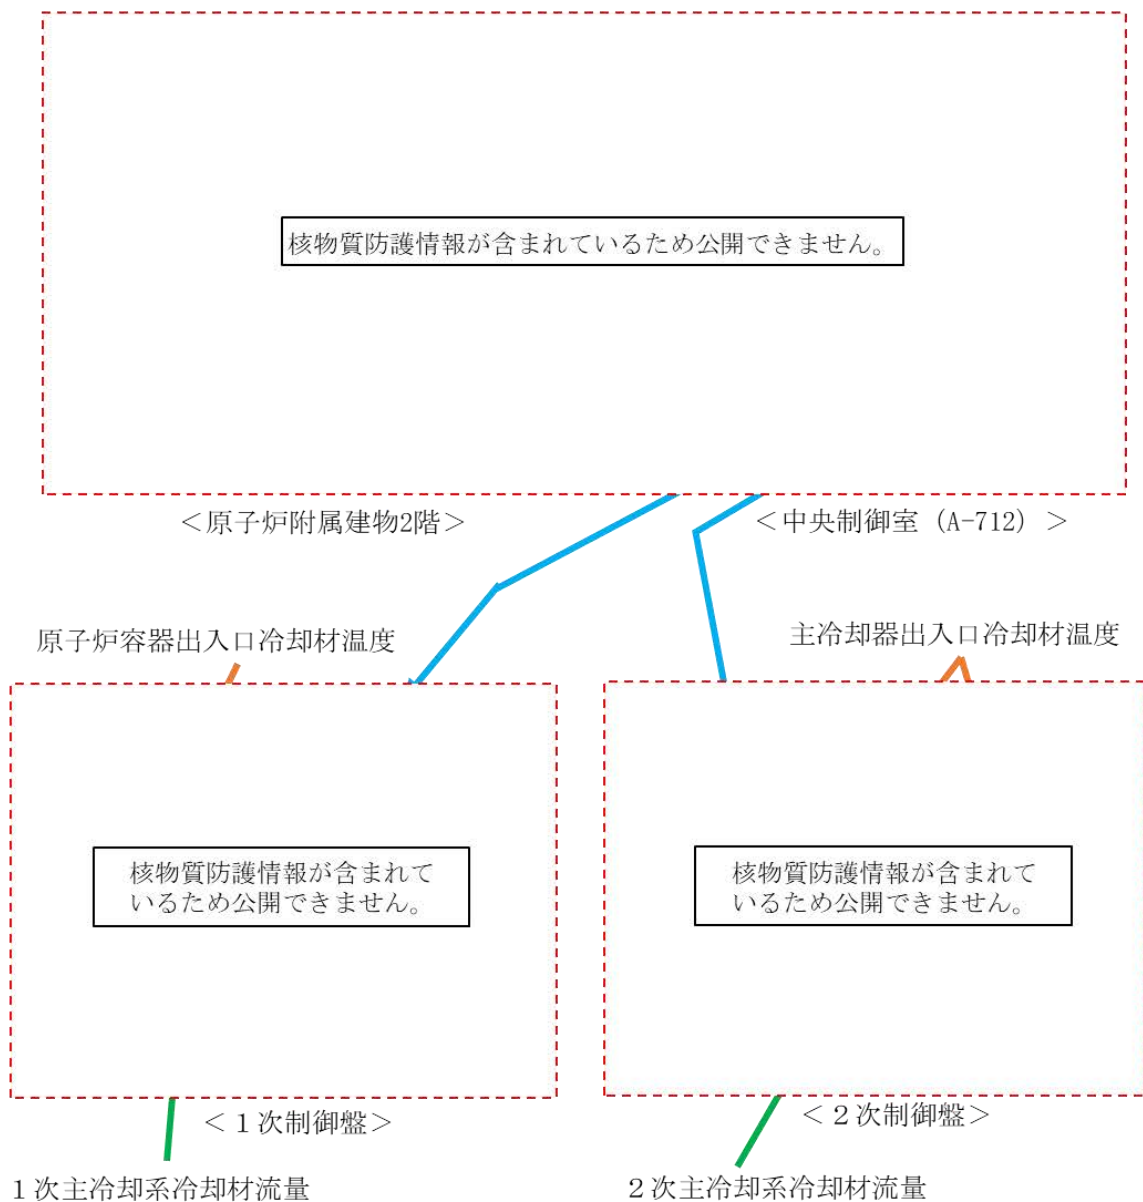 核物質防護情報が含まれているため公開できません。
＜原子炉附属建物2階＞
＜中央制御室（A-712）＞
原子炉容器出入口冷却材温度
主冷却器出入口冷却材温度
核物質防護情報が含まれて
いるため公開できません。
核物質防護情報が含まれて
いるため公開できません。
＜１次制御盤＞
＜２次制御盤＞
１次主冷却系冷却材流量
２次主冷却系冷却材流量